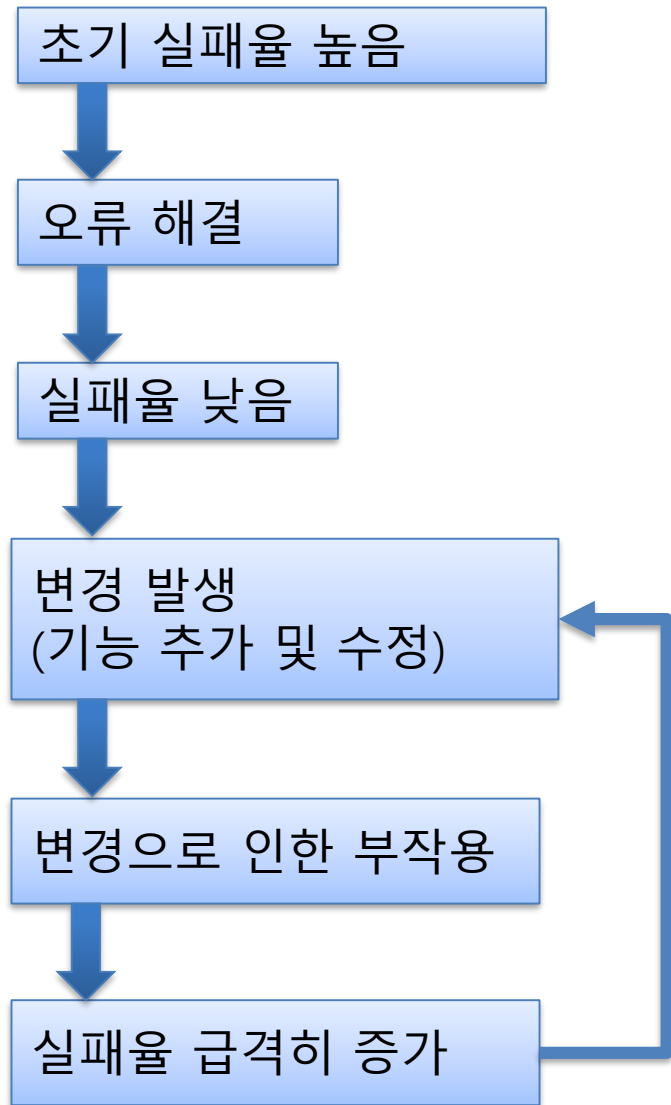 초기 실패율 높음
오류 해결
실패율 낮음
변경 발생
(기능 추가 및 수정)
변경으로 인한 부작용
실패율 급격히 증가